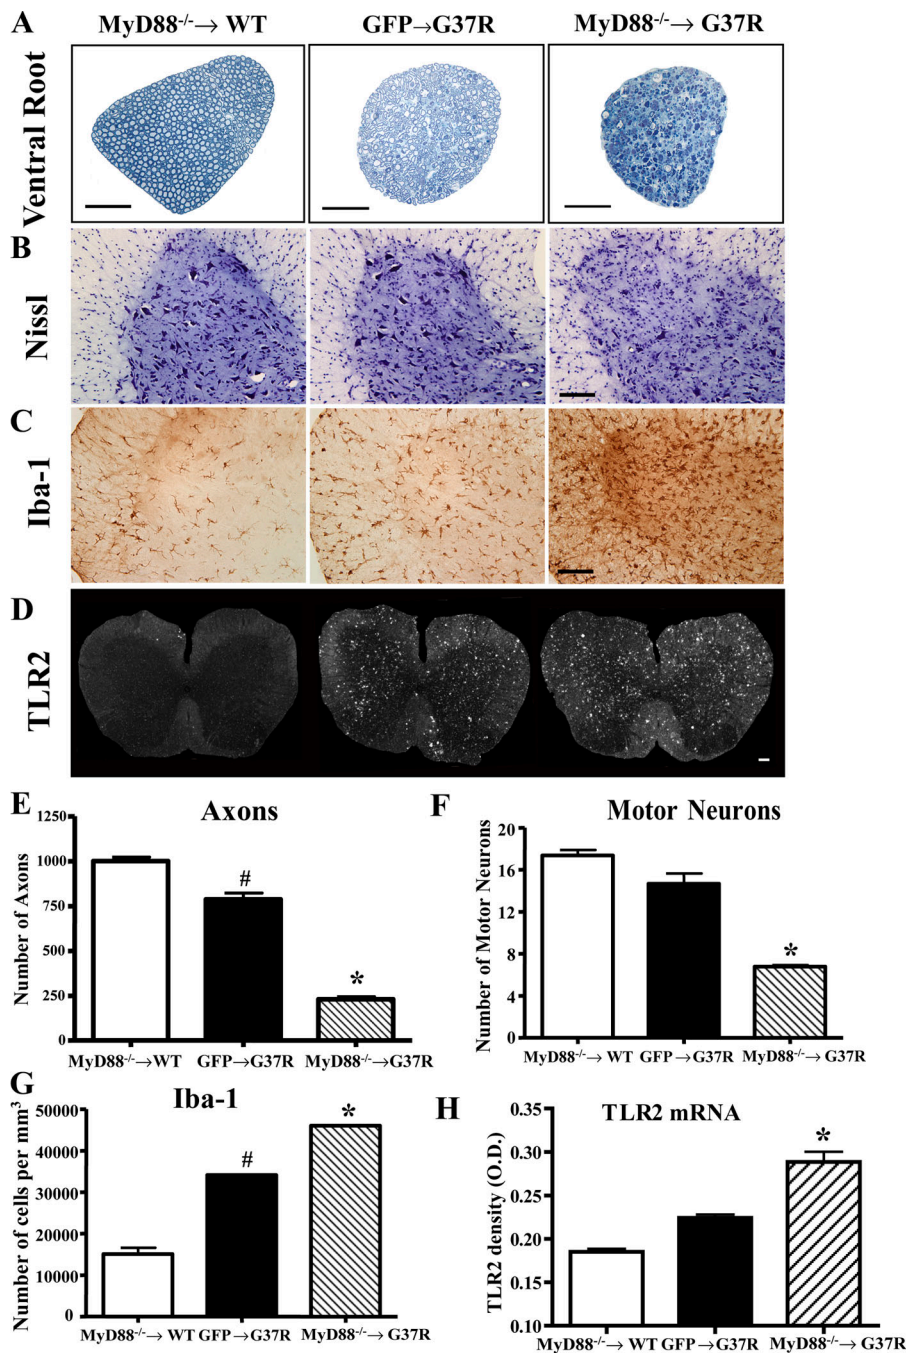 A
MyD88-/-→ WT
GFP→G37R
MyD88-/-→ G37R
Ventral Root
B
Nissl
C
Iba-1
D
TLR2
E
Axons
Number of Axons
1250
1000
750
500
250
0
#
*
MyD88-/-→WT
GFP→G37R
MyD88-/-→G37R
F
Motor Neurons
Number of Motor Neurons
20
16
12
8
4
0
*
MyD88-/-→ WT
GFP→G37R
MyD88-/-→ G37R
G
Iba-1
Number of cells per mm3
50000
40000
30000
20000
10000
0
#
*
MyD88-/-→ WT
GFP→G37R
MyD88-/-→ G37R
H
TLR2 mRNA
TLR2 density (O.D.)
0.35
0.30
0.25
0.20
0.15
0.10
*
MyD88-/-→ WT
GFP→G37R
MyD88-/-→ G37R